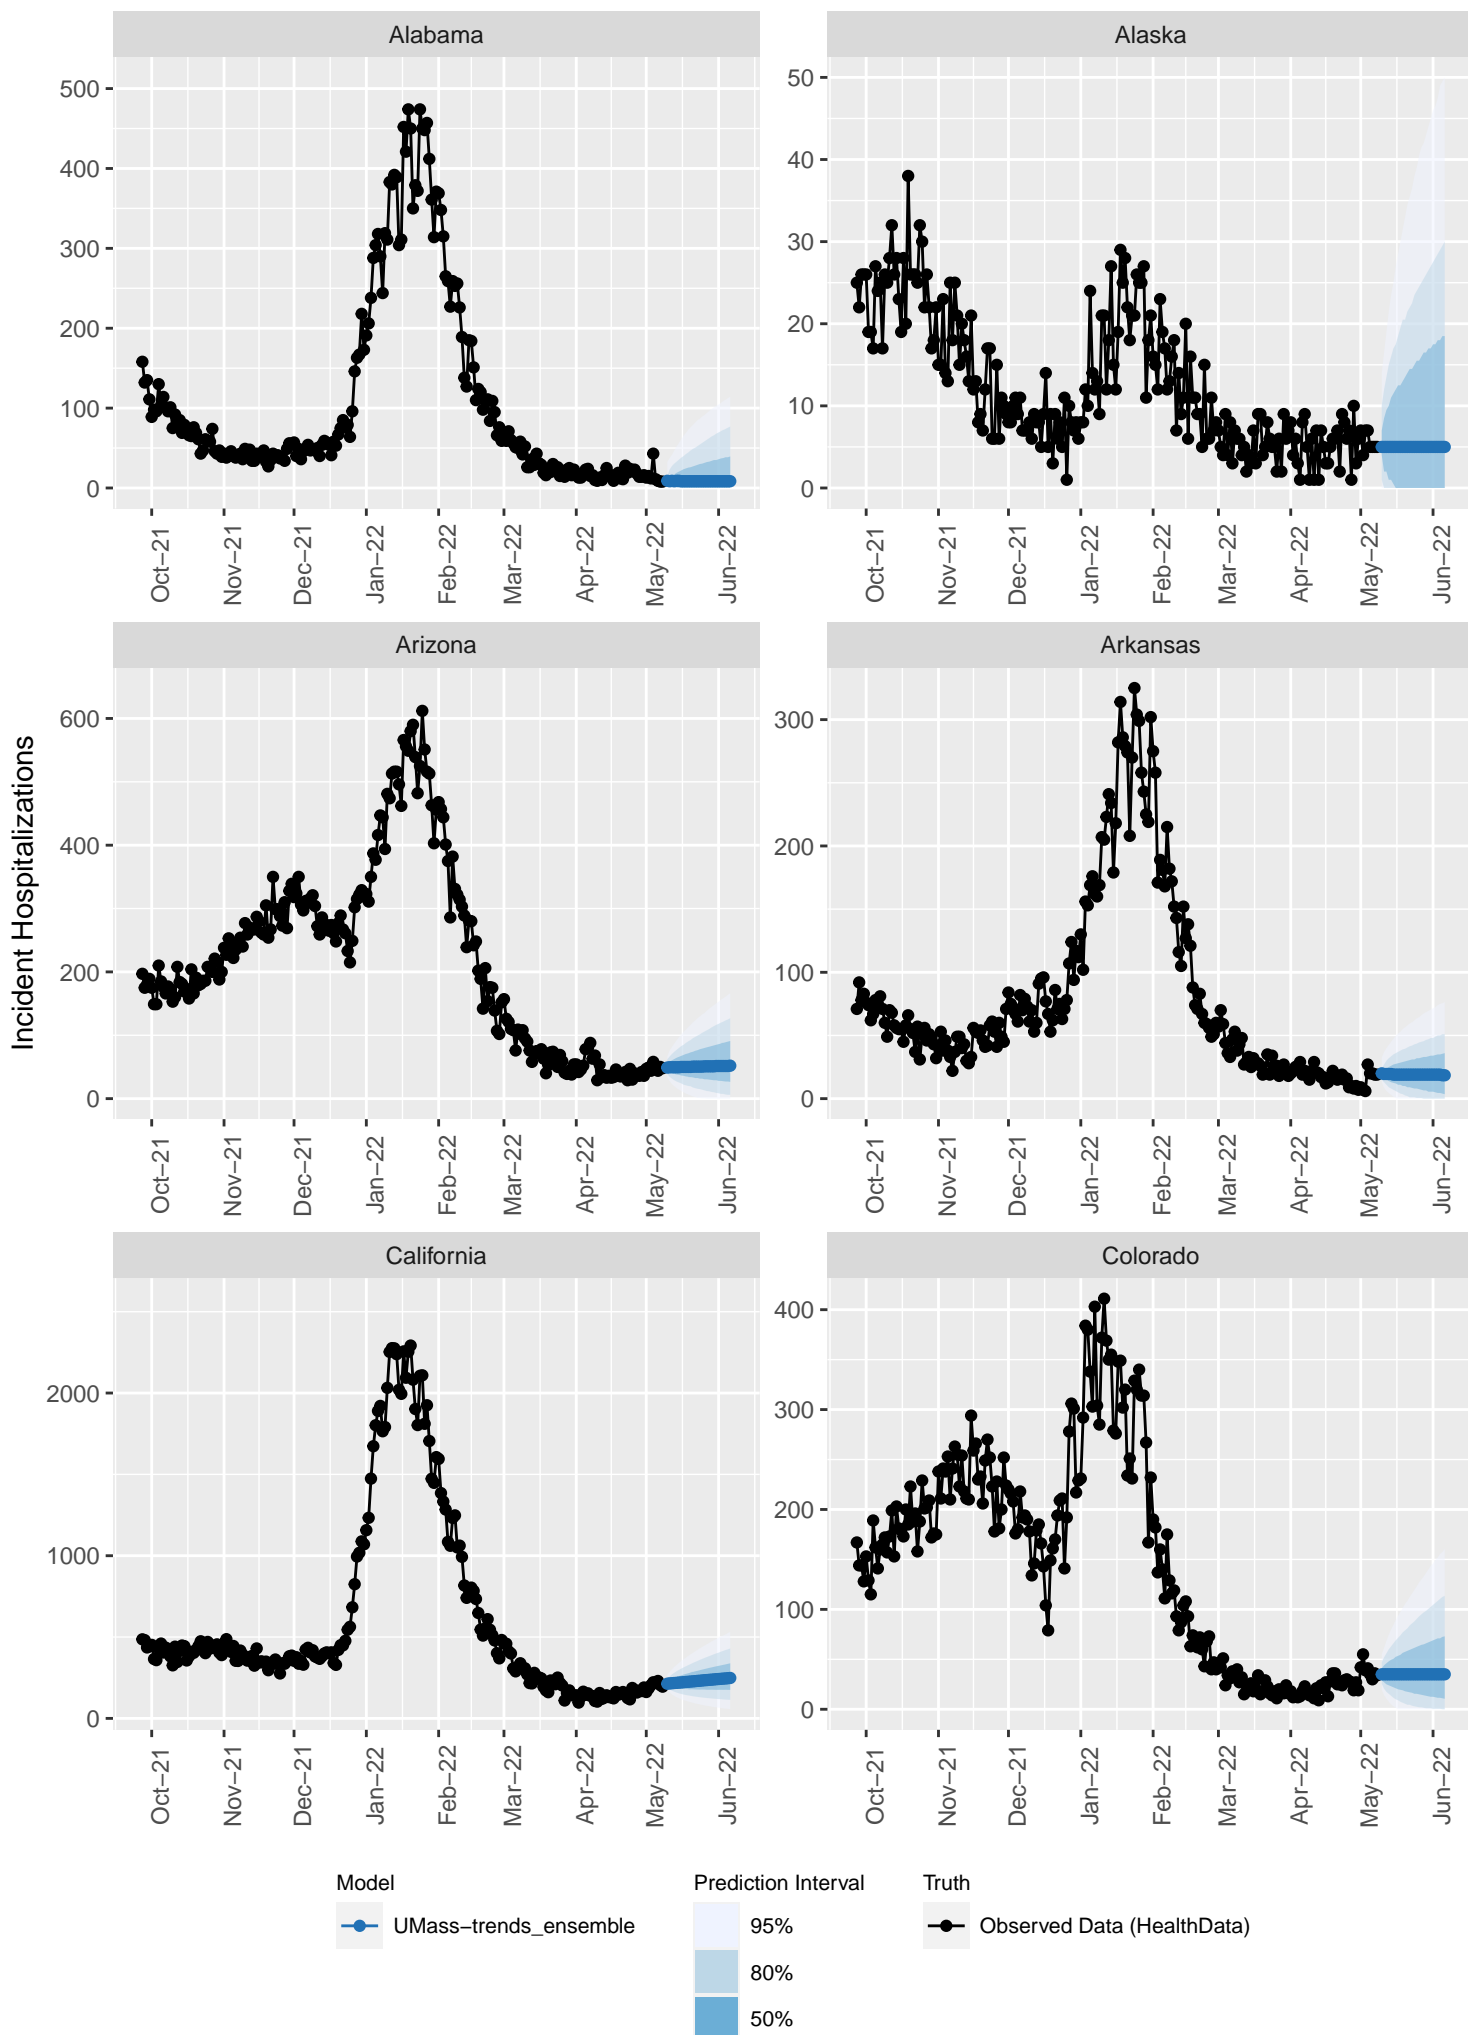 Alabama
Alaska
500
400
300
200
100
0
50
40
30
20
10
0
Oct−21
Nov−21
Dec−21
Jan−22
Feb−22
Mar−22
Apr−22
May−22
Jun−22
Oct−21
Nov−21
Dec−21
Jan−22
Feb−22
Mar−22
Apr−22
May−22
Jun−22
Arizona
Arkansas
Incident Hospitalizations
600
400
200
0
300
200
100
0
Oct−21
Nov−21
Dec−21
Jan−22
Feb−22
Mar−22
Apr−22
May−22
Jun−22
Oct−21
Nov−21
Dec−21
Jan−22
Feb−22
Mar−22
Apr−22
May−22
Jun−22
California
Colorado
2000
1000
0
400
300
200
100
0
Oct−21
Nov−21
Dec−21
Jan−22
Feb−22
Mar−22
Apr−22
May−22
Jun−22
Oct−21
Nov−21
Dec−21
Jan−22
Feb−22
Mar−22
Apr−22
May−22
Jun−22
Model
UMass−trends_ensemble
Prediction Interval
95%
80%
50%
Truth
Observed Data (HealthData)